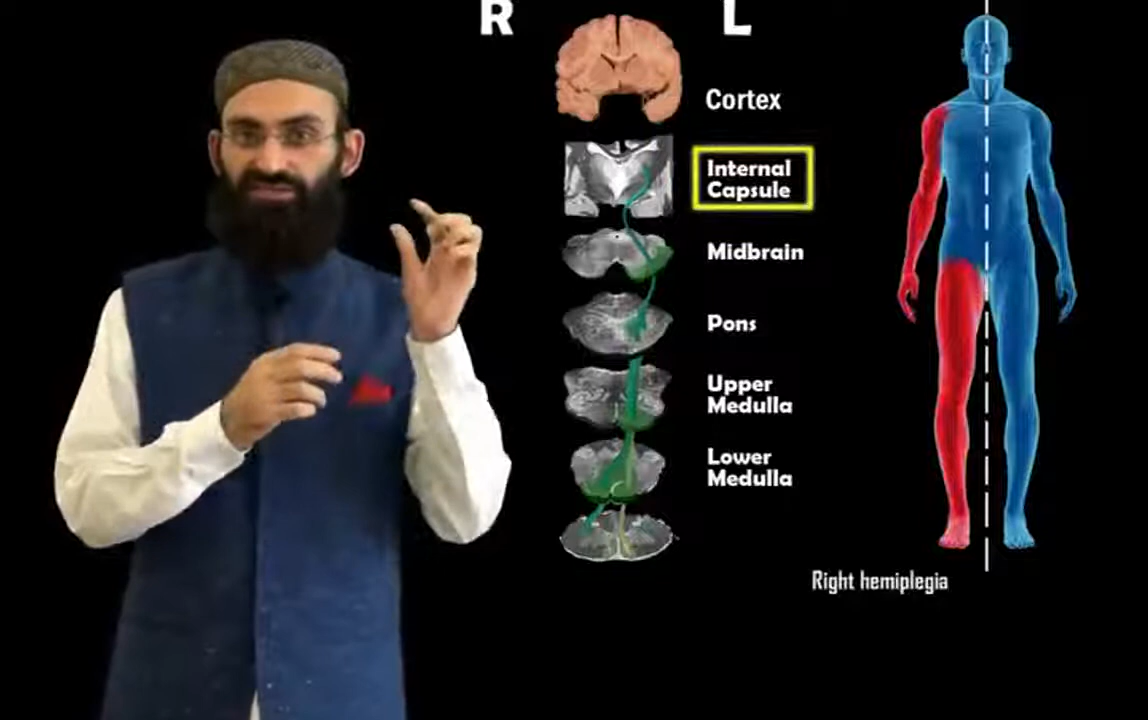 R
L
Cortex
Internal
Capsule
Midbrain
Pons
Upper
Medulla
Lower
Medulla
Right hemiplegia